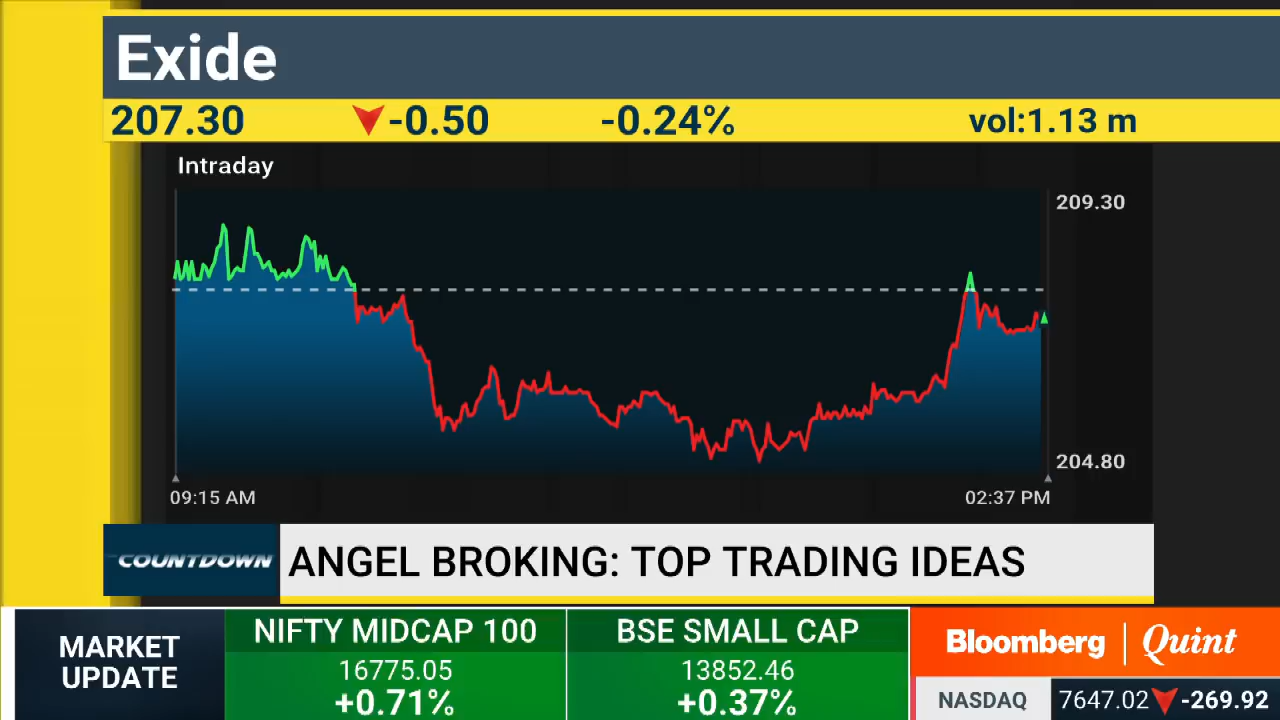 Exide
207.30 -0.50 -0.24% vol:1.13 m
Intraday
209.30
204.80
09:15 AM 02:37 PM
COUNTDOWN ANGEL BROKING: TOP TRADING IDEAS
MARKET UPDATE
NIFTY MIDCAP 100
16775.05
+0.71%
BSE SMALL CAP
13852.46
+0.37%
Bloomberg | Quint
NASDAQ 7647.02 -269.92